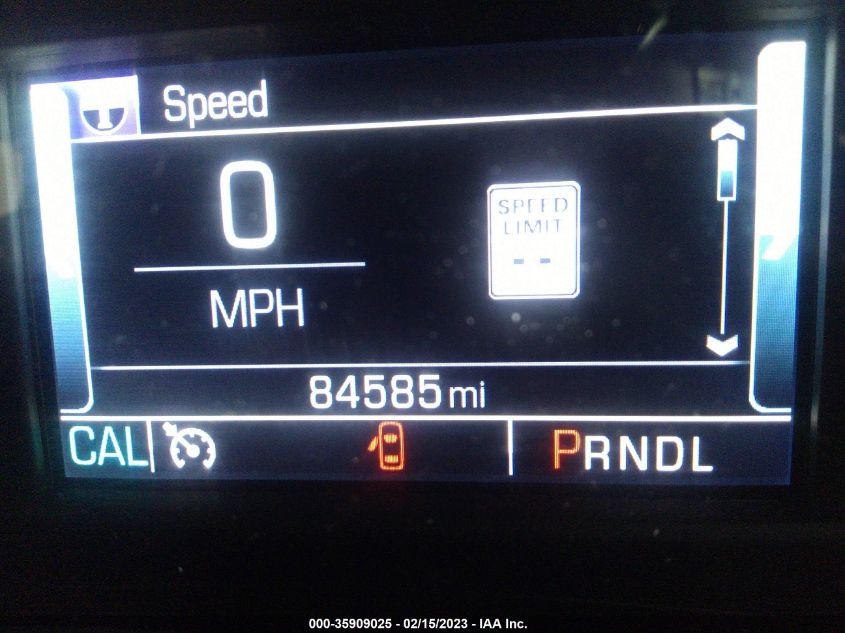 Speed
0
MPH
SPEED
LIMIT
--
84585 mi
CAL
PRNDL
000-35909025 - 02/15/2023 - IAA Inc.